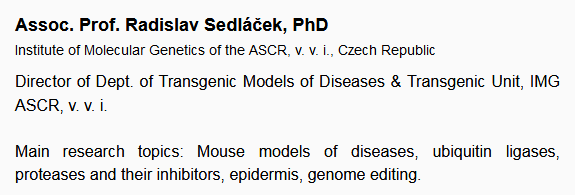 Assoc. Prof. Radislav Sedláček, PhD
Institute of Molecular Genetics of the ASCR, v. v. i., Czech Republic
Director of Dept. of Transgenic Models of Diseases & Transgenic Unit, IMG
ASCR, v. v. i.
Main research topics: Mouse models of diseases, ubiquitin ligases,
proteases and their inhibitors, epidermis, genome editing.